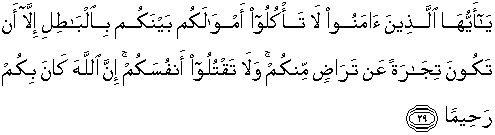 يَـٰٓأَيُّهَا ٱلَّذِينَ ءَامَنُوا۟ لَا تَأْكُلُوٓا۟ أَمْوَٰلَكُم بَيْنَكُم بِٱلْبَـٰطِلِ إِلَّآ أَن
تَكُونَ تِجَـٰرَةً عَن تَرَاضٍ مِّنكُمْ ۚ وَلَا تَقْتُلُوٓا۟ أَنفُسَكُمْ ۚ إِنَّ ٱللَّهَ كَانَ بِكُمْ
رَحِيمًا ٢٩